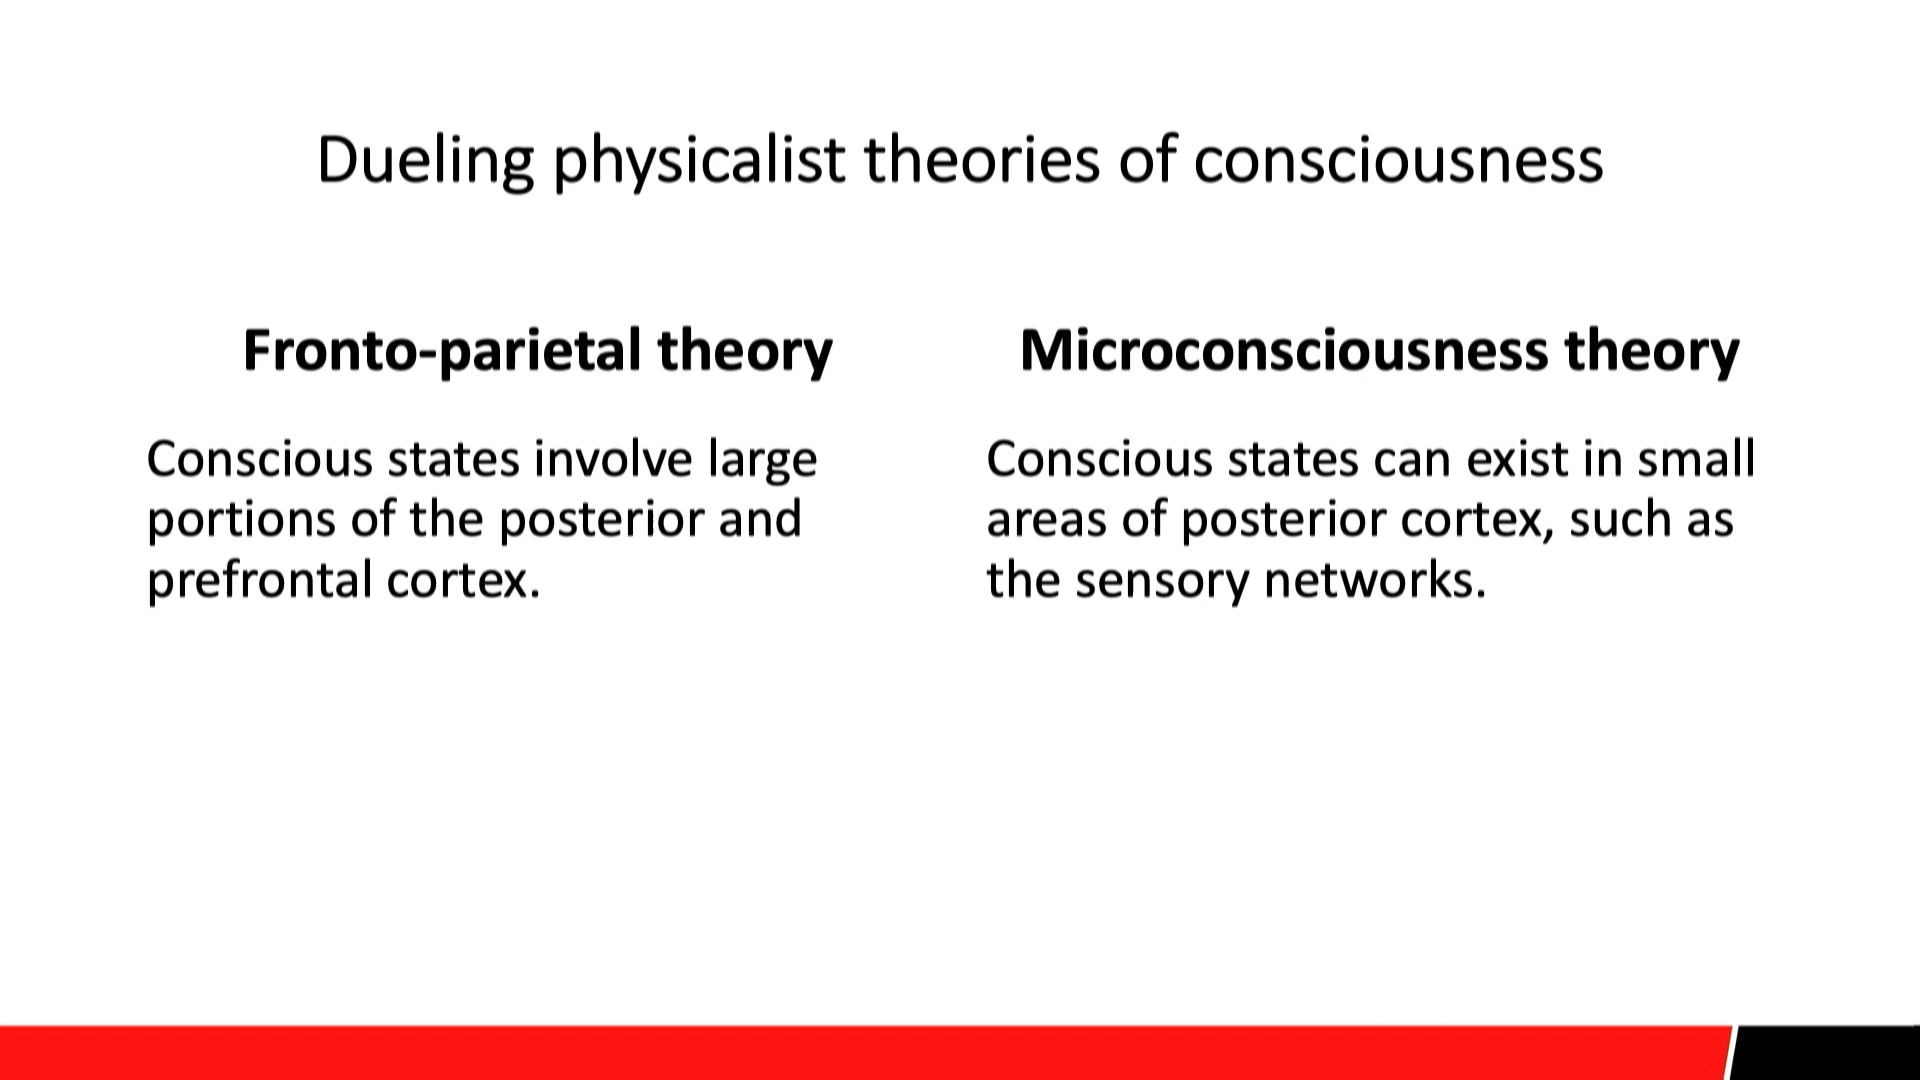 Dueling physicalist theories of consciousness
Fronto-parietal theory
Conscious states involve large
portions of the posterior and
prefrontal cortex.
Microconsciousness theory
Conscious states can exist in small
areas of posterior cortex, such as
the sensory networks.